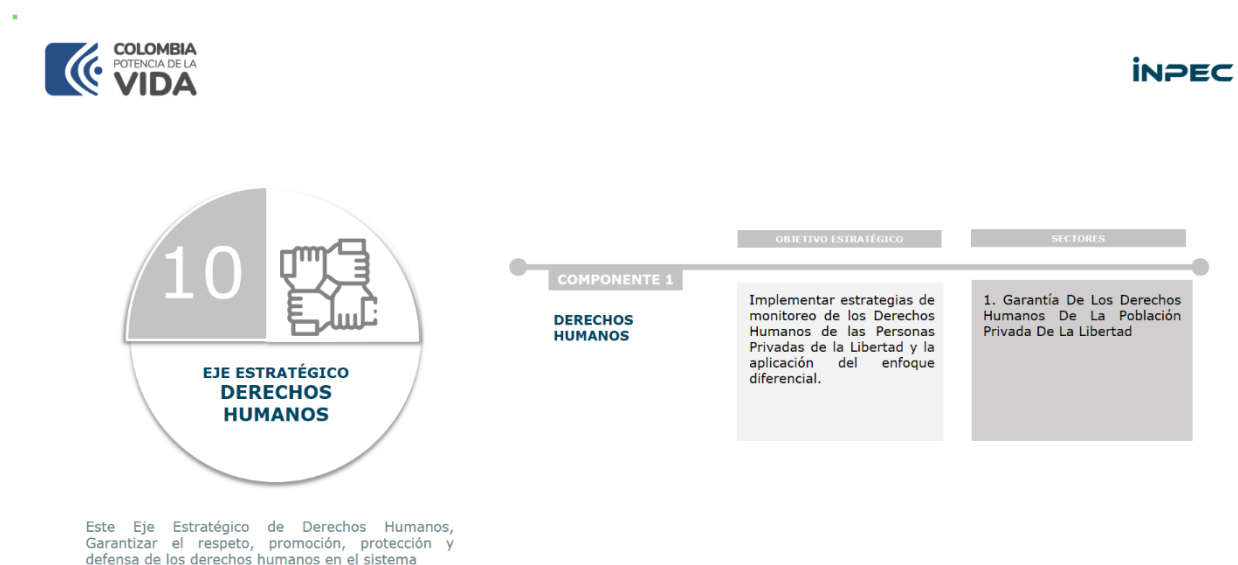 COLOMBIA
POTENCIA DE LA
VIDA
INPEC
10
EJE ESTRATÉGICO
DERECHOS
HUMANOS
Este Eje Estratégico de Derechos Humanos,
Garantizar el respeto, promoción, protección y
defensa de los derechos humanos en el sistema
COMPONENTE 1
DERECHOS
HUMANOS
OBJETIVO ESTRATÉGICO
Implementar estrategias de
monitoreo de los Derechos
Humanos de las Personas
Privadas de la Libertad y la
aplicación del enfoque
diferencial.
SECTORES
1. Garantía De Los Derechos
Humanos De La Población
Privada De La Libertad